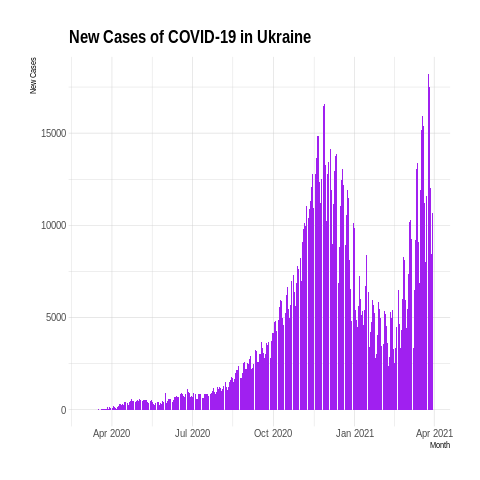 New Cases of COVID-19 in Ukraine
New Cases
15000
10000
5000
0
Apr 2020 Jul 2020 Oct 2020 Jan 2021 Apr 2021
Month